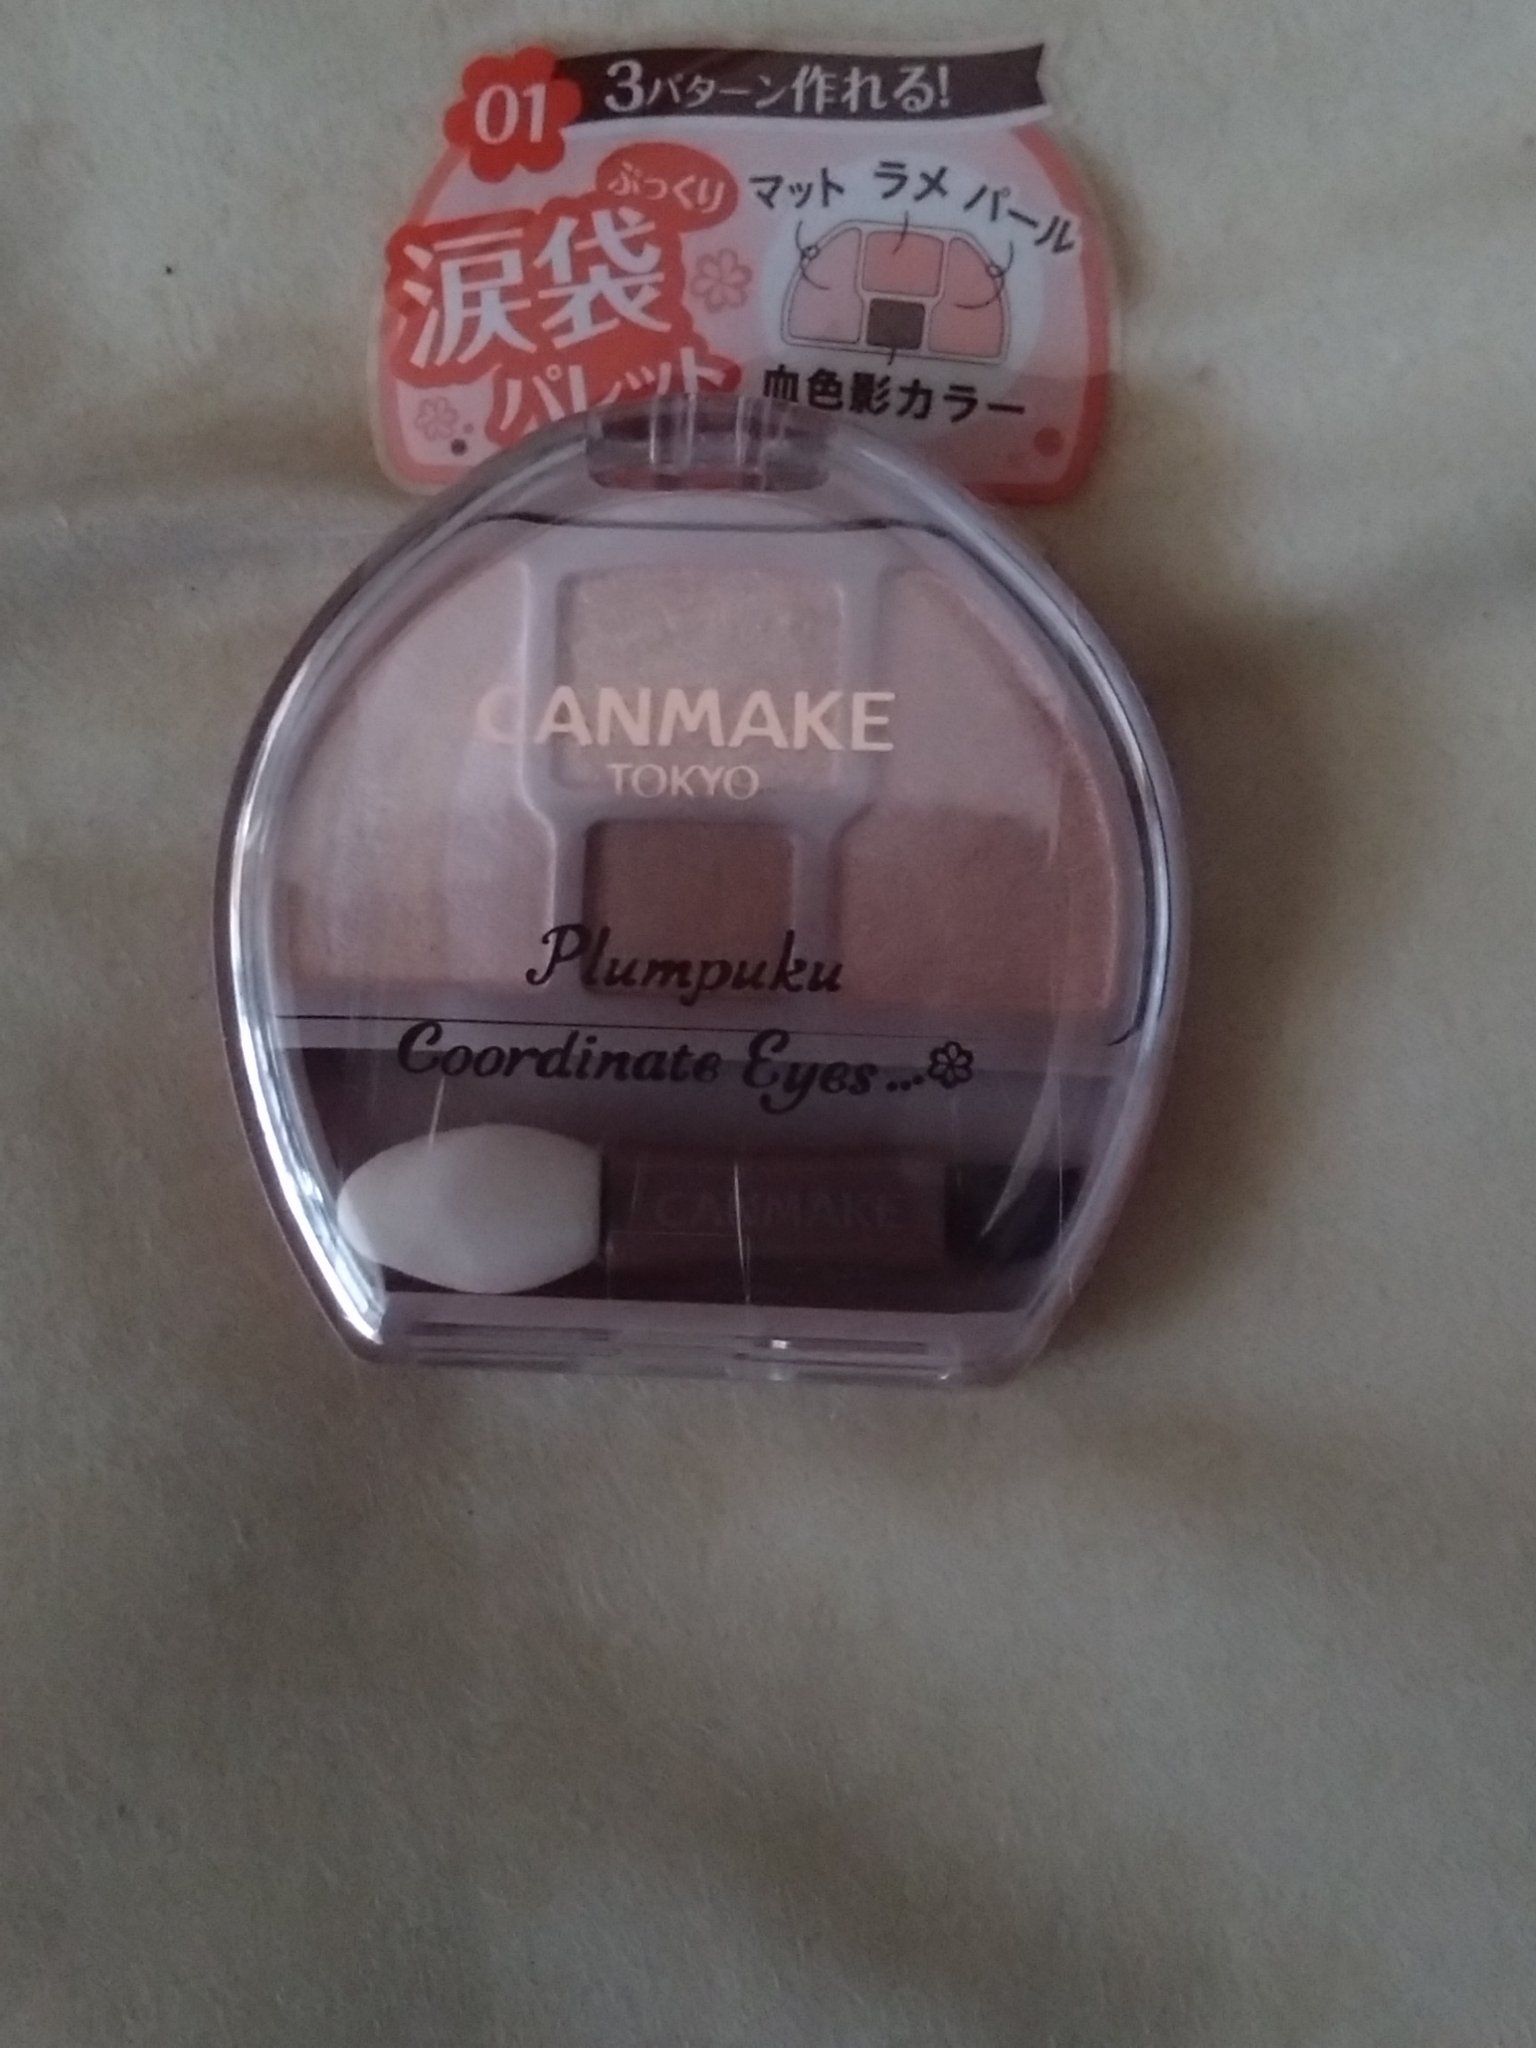 01
3パターン作れる!
ぷっくり
涙袋
パレット
マット ラメ パール
血色影カラー
CANMAKE
TOKYO
Plumpuku
Coordinate Eyes...
CANMAKE